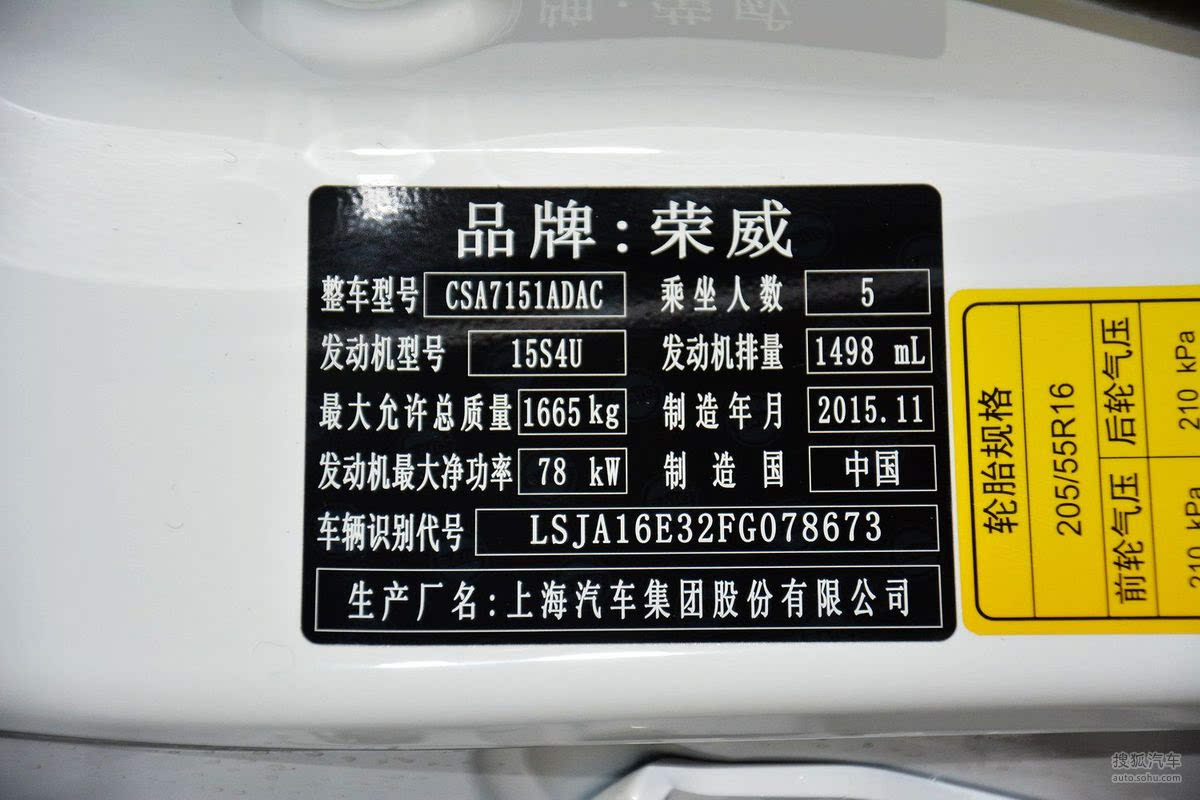 品牌：荣威
整车型号 CSA7151ADAC 乘坐人数 5
发动机型号 15S4U 发动机排量 1498 mL
最大允许总质量 1665kg 制造年月 2015.11
发动机最大净功率 78 kW 制造国 中国
车辆识别代号 LSJA16E32FG078673
生产厂名：上海汽车集团股份有限公司
轮胎规格
205/55R16
前轮气压 后轮气压
210 kPa 210 kPa
搜狐汽车
auto.sohu.com